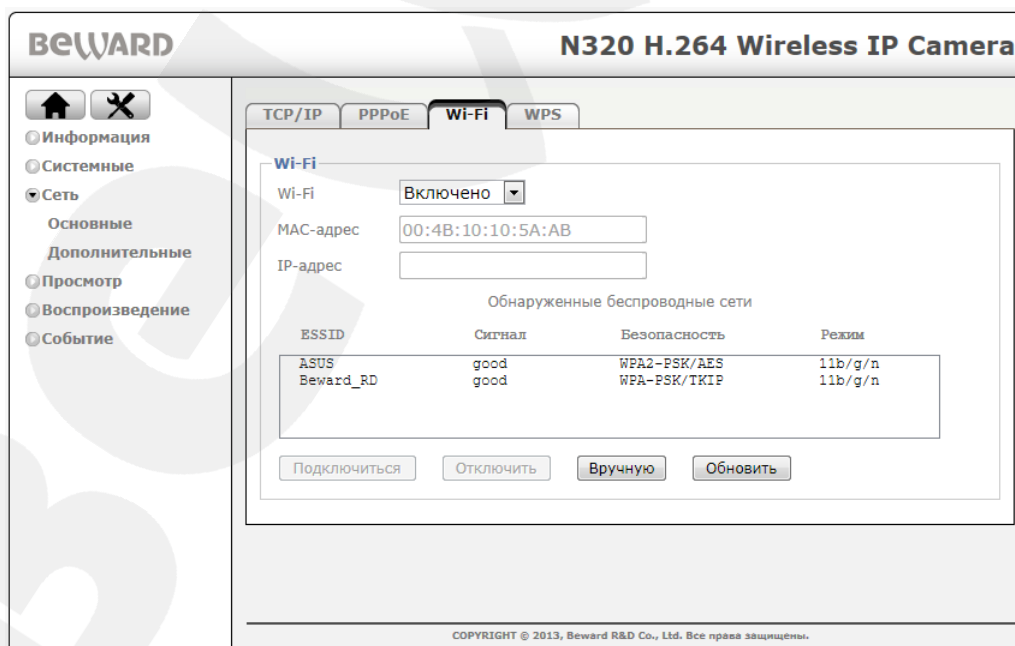 BEWARD
N320 H.264 Wireless IP Camera
Информация
Системные
Сеть
Основные
Дополнительные
Просмотр
Воспроизведение
Событие
TCP/IP PPPoE Wi-Fi WPS
Wi-Fi
Wi-Fi Включено
MAC-адрес 00:4B:10:10:5A:AB
IP-адрес
Обнаруженные беспроводные сети
ESSID Сигнал Безопасность Режим
ASUS good WPA2-PSK/AES 11b/g/n
Beward_RD good WPA-PSK/TKIP 11b/g/n
Подключиться Отключить Вручную Обновить
COPYRIGHT © 2013, Beward R&D Co., Ltd. Все права защищены.